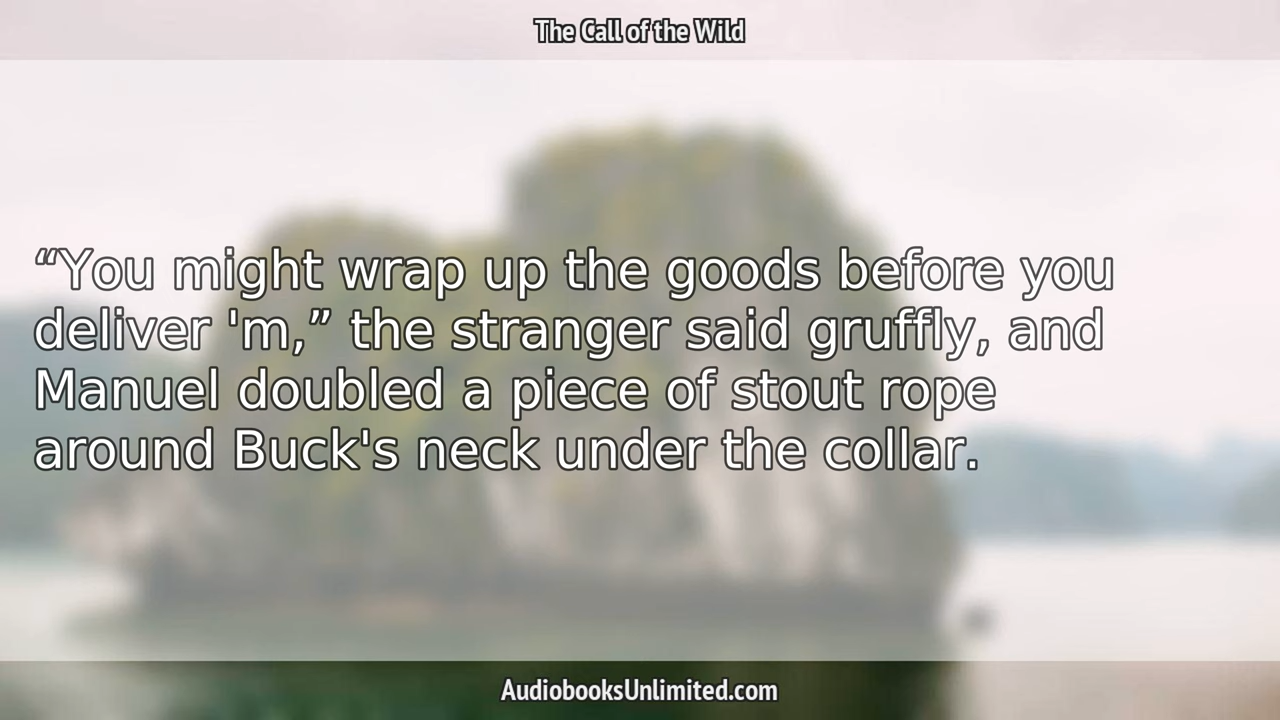 The Call of the Wild
“You might wrap up the goods before you
deliver 'm,” the stranger said gruffly, and
Manuel doubled a piece of stout rope
around Buck's neck under the collar.
AudiobooksUnlimited.com